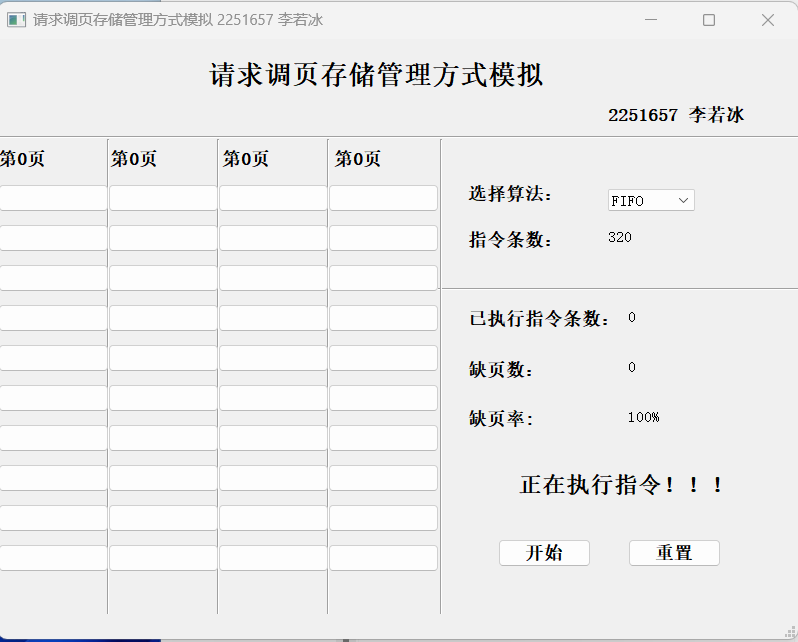 请求调页存储管理方式模拟 2251657 李若冰
请求调页存储管理方式模拟
2251657 李若冰
第0页 第0页 第0页 第0页
选择算法: FIFO
指令条数: 320
已执行指令条数: 0
缺页数: 0
缺页率: 100%
正在执行指令！！！
开始 重置